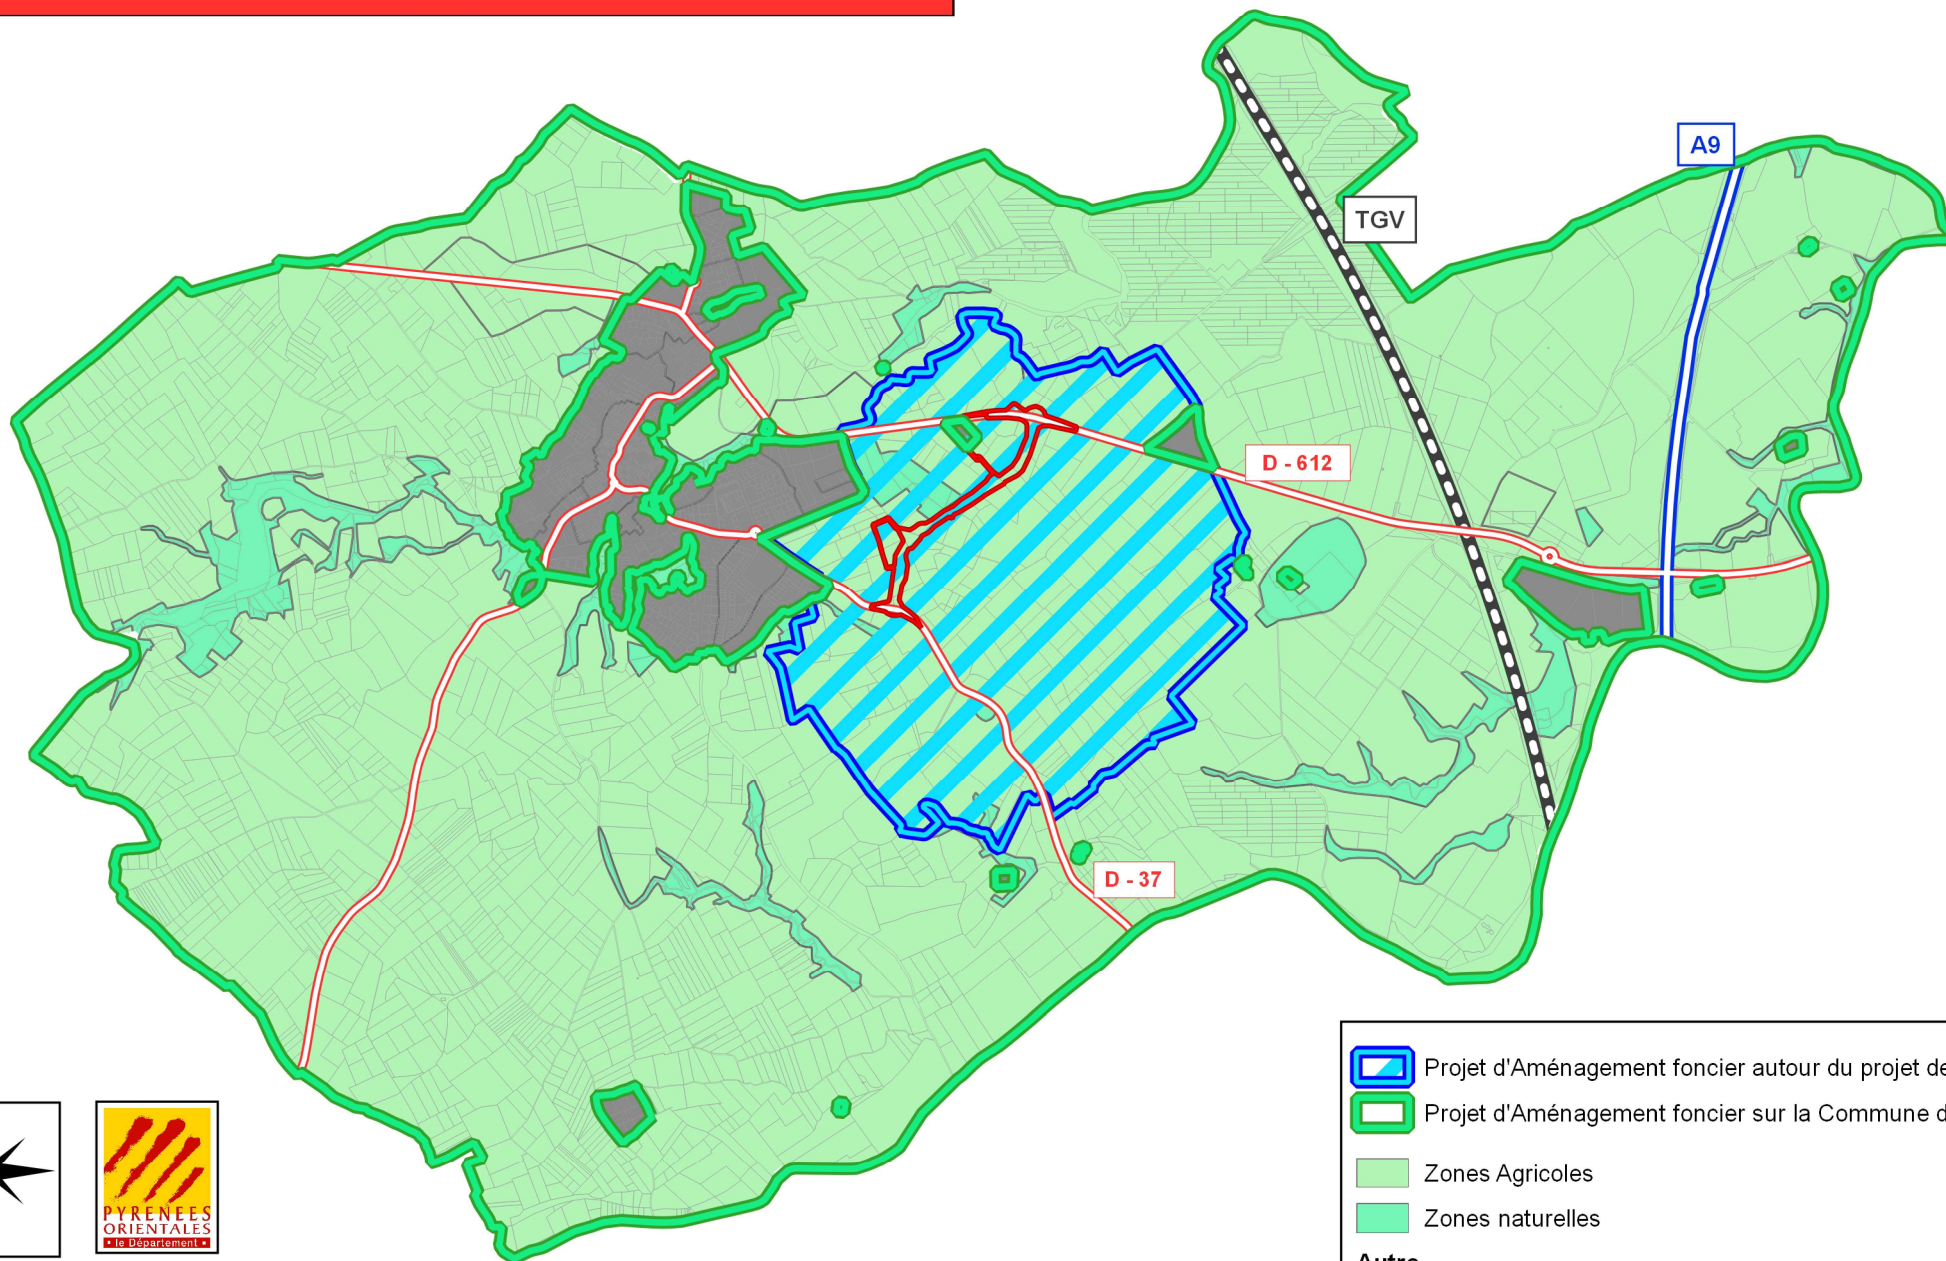 A9
TGV
D - 612
D - 37
Projet d'Aménagement foncier autour du projet de
Projet d'Aménagement foncier sur la Commune d
Zones Agricoles
Zones naturelles
PYRENEES
ORIENTALES
• le Département •